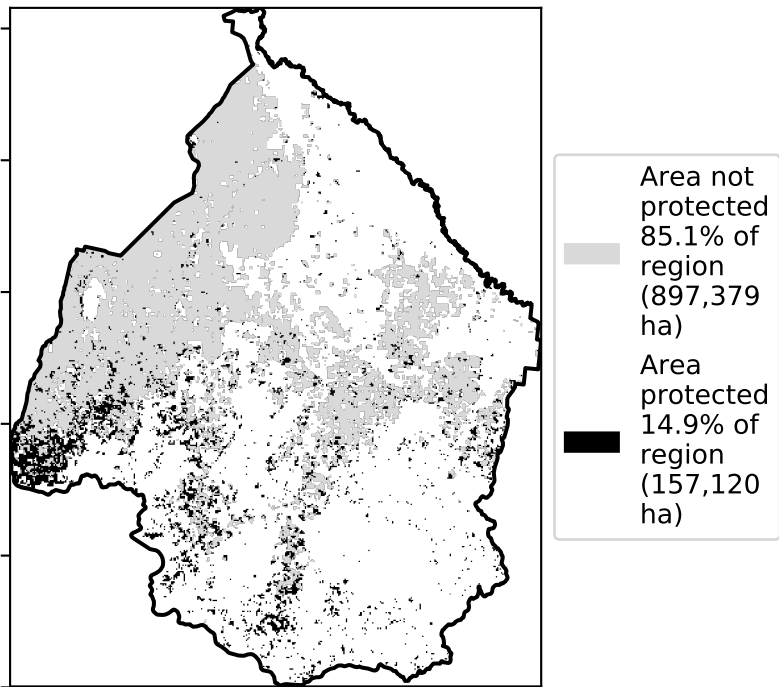 Area not
protected
85.1% of
region
(897,379
ha)
Area
protected
14.9% of
region
(157,120
ha)